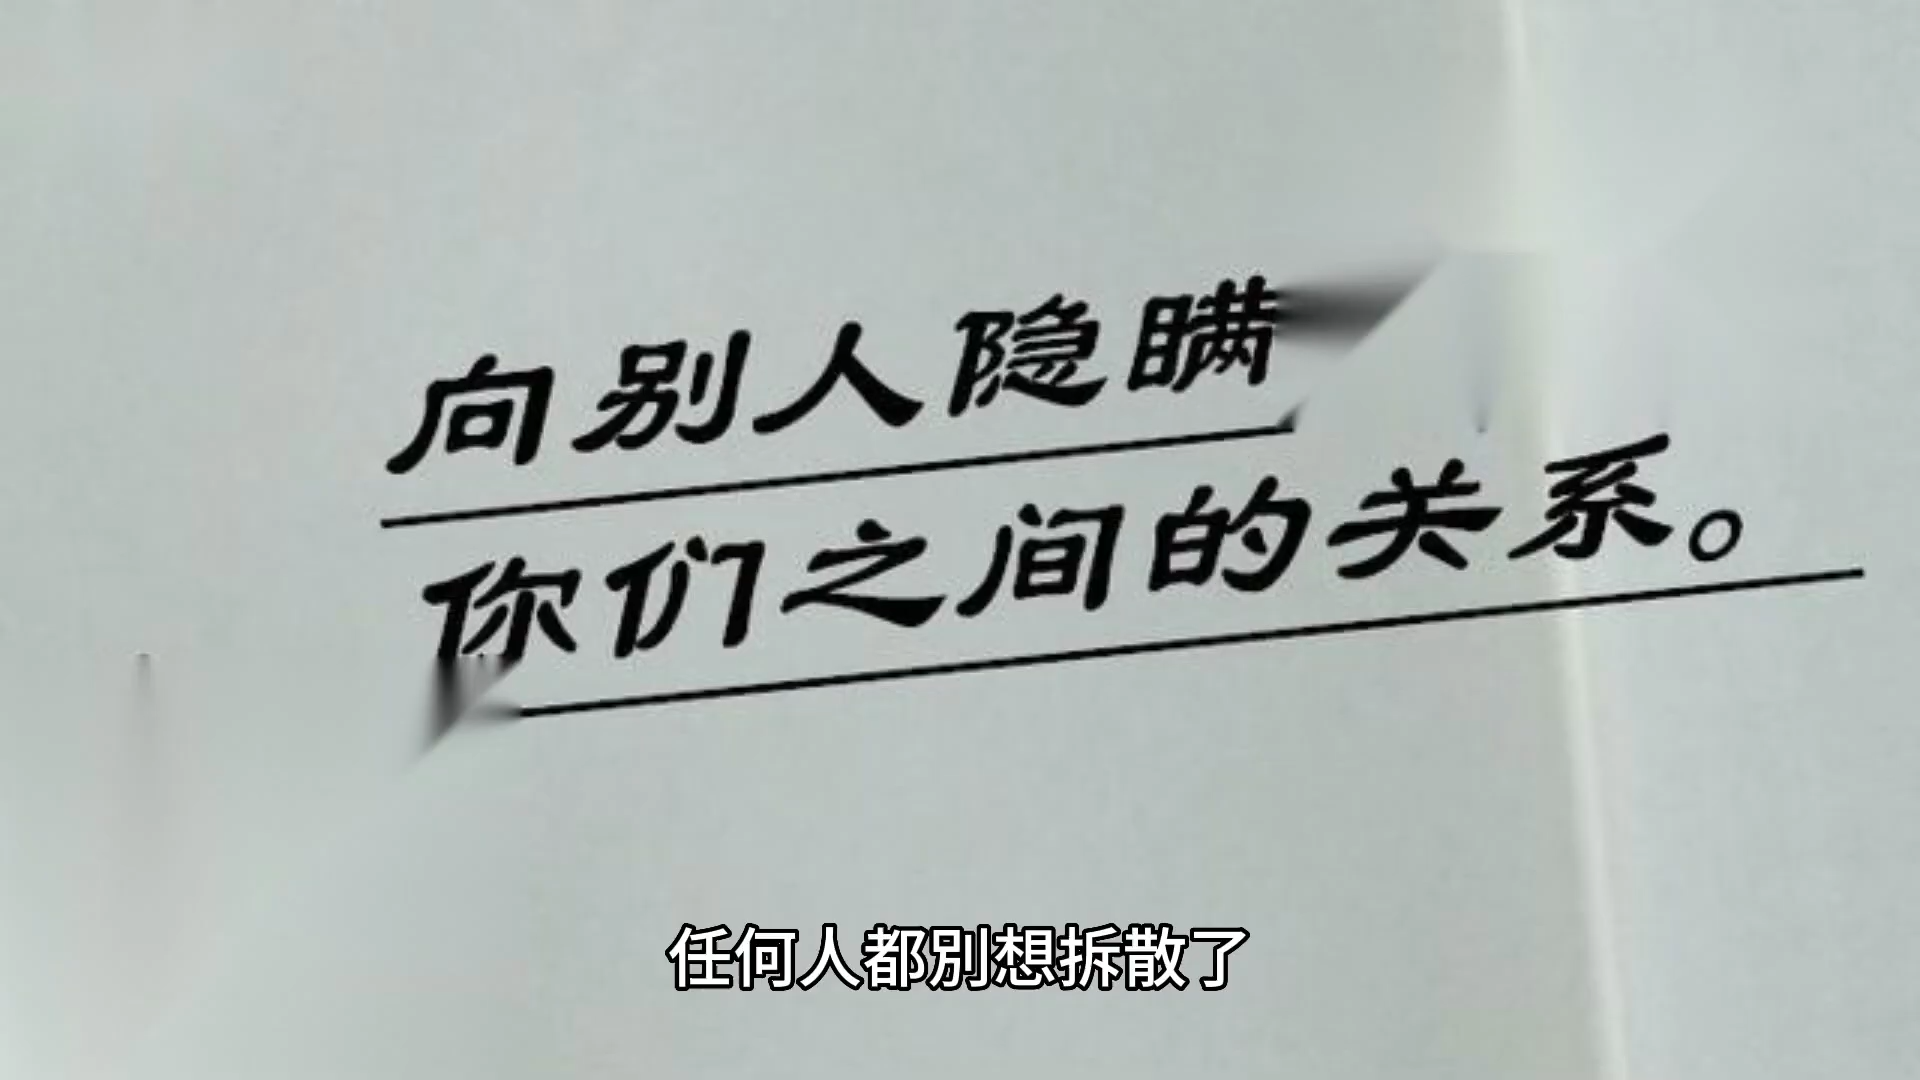 向别人隐瞒
你们之间的关系。
任何人都別想拆散了